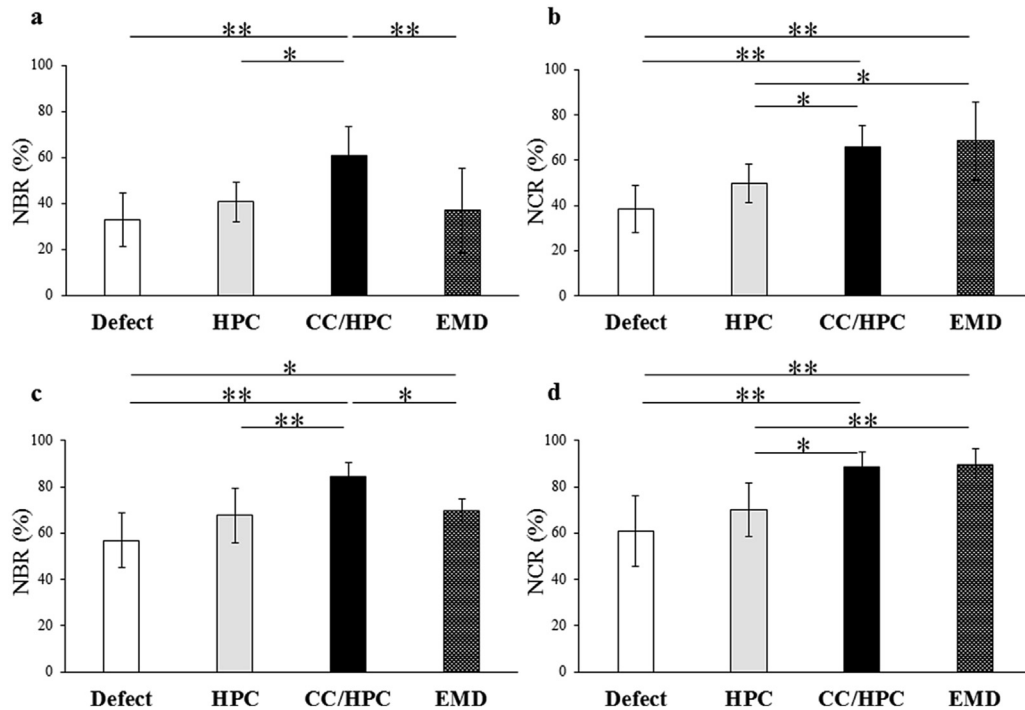 a
**
**
*
NBR (%)
100
80
60
40
20
0
Defect
HPC
CC/HPC
EMD
b
**
**
*
*
NCR (%)
100
80
60
40
20
0
Defect
HPC
CC/HPC
EMD
c
*
**
*
**
NBR (%)
100
80
60
40
20
0
Defect
HPC
CC/HPC
EMD
d
**
**
**
*
NCR (%)
100
80
60
40
20
0
Defect
HPC
CC/HPC
EMD